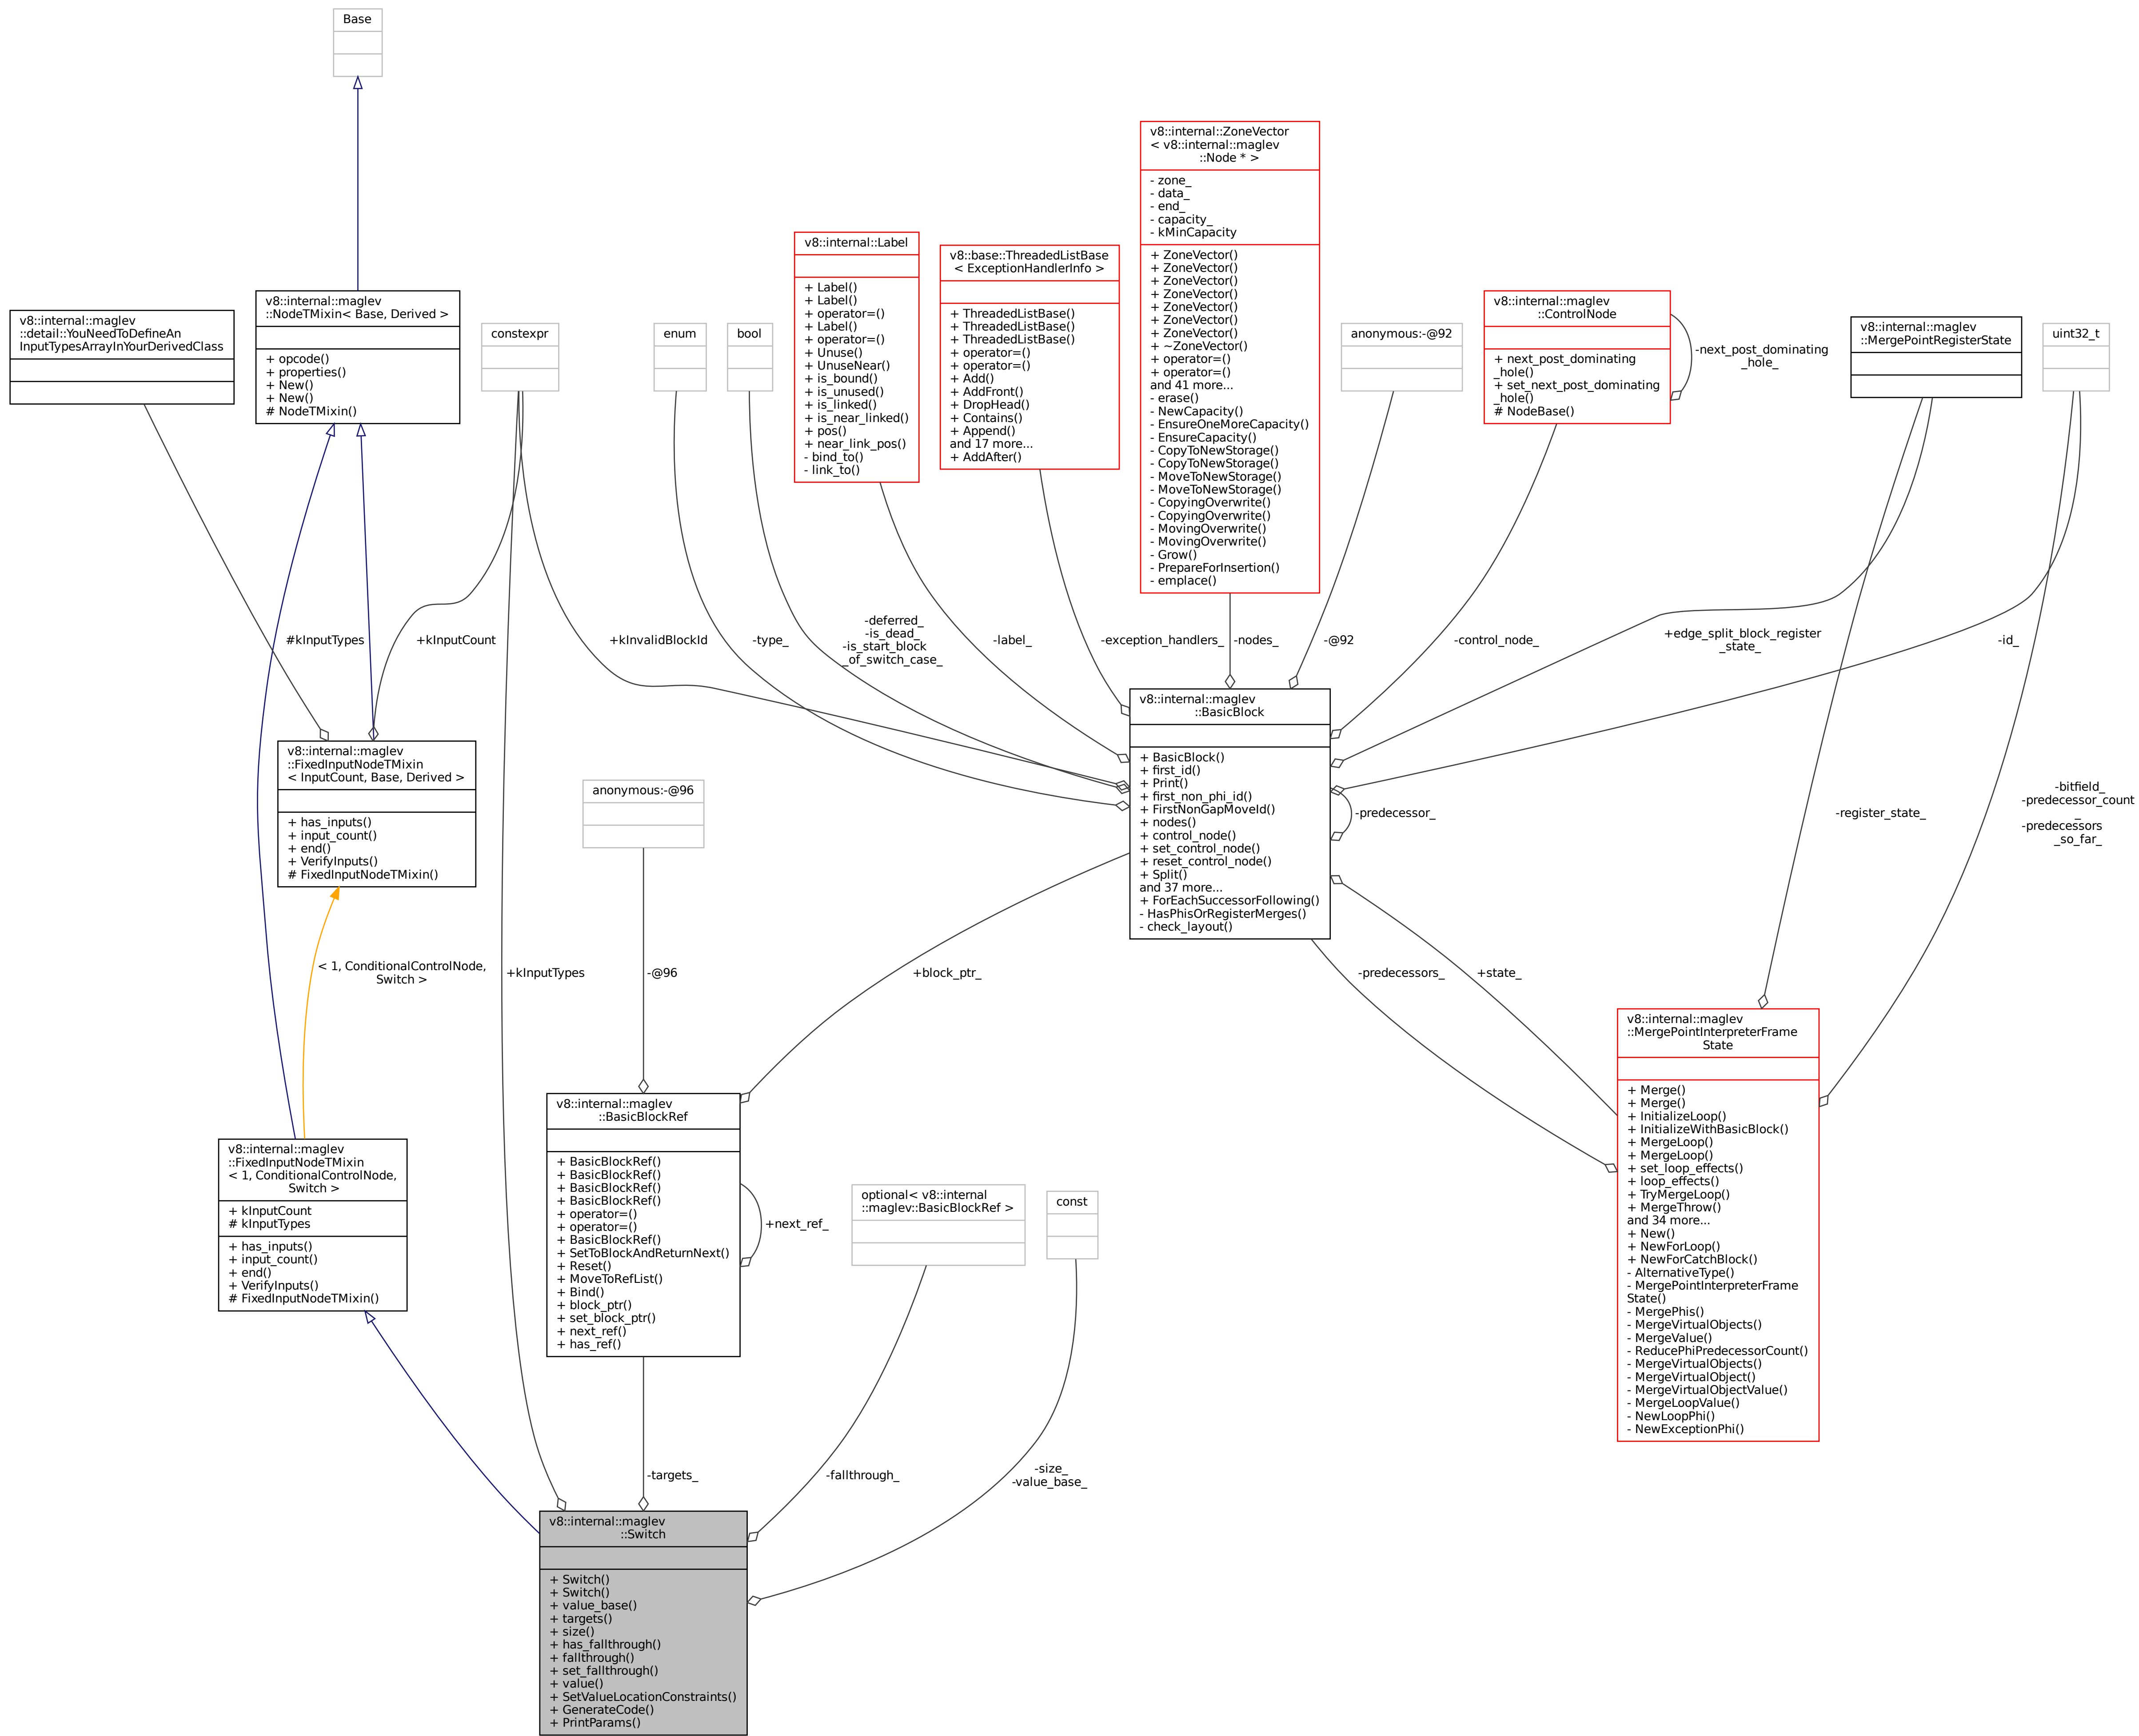 Base
v8::internal::ZoneVector
< v8::internal::maglev
::Node * >
- zone_
- data_
- end_
- capacity_
- kMinCapacity
+ ZoneVector()
+ ZoneVector()
+ ZoneVector()
+ ZoneVector()
+ ZoneVector()
+ ZoneVector()
+ ZoneVector()
+ ~ZoneVector()
+ operator=()
+ operator=()
and 41 more...
- erase()
- NewCapacity()
- EnsureOneMoreCapacity()
- EnsureCapacity()
- CopyToNewStorage()
- CopyToNewStorage()
- MoveToNewStorage()
- MoveToNewStorage()
- CopyingOverwrite()
- CopyingOverwrite()
- MovingOverwrite()
- MovingOverwrite()
- Grow()
- PrepareForInsertion()
- emplace()
v8::internal::Label
+ Label()
+ Label()
+ operator=()
+ Label()
+ operator=()
+ Unuse()
+ UnuseNear()
+ is_bound()
+ is_unused()
+ is_linked()
+ is_near_linked()
+ pos()
+ near_link_pos()
- bind_to()
- link_to()
v8::base::ThreadedListBase
< ExceptionHandlerInfo >
+ ThreadedListBase()
+ ThreadedListBase()
+ ThreadedListBase()
+ operator=()
+ operator=()
+ Add()
+ AddFront()
+ DropHead()
+ Contains()
+ Append()
and 17 more...
+ AddAfter()
v8::internal::maglev
::detail::YouNeedToDefineAn
InputTypesArrayInYourDerivedClass
v8::internal::maglev
::NodeTMixin< Base, Derived >
+ opcode()
+ properties()
+ New()
+ New()
# NodeTMixin()
constexpr
enum
bool
anonymous:-@92
v8::internal::maglev
::ControlNode
+ next_post_dominating
_hole()
+ set_next_post_dominating
_hole()
# NodeBase()
-next_post_dominating
_hole_
v8::internal::maglev
::MergePointRegisterState
uint32_t
#kInputTypes
+kInputCount
+kInvalidBlockId
-type_
-deferred_
-is_dead_
-is_start_block
_of_switch_case_
-label_
-exception_handlers_
-nodes_
-@92
-control_node_
+edge_split_block_register
_state_
-id_
v8::internal::maglev
::FixedInputNodeTMixin
< InputCount, Base, Derived >
+ has_inputs()
+ input_count()
+ end()
+ VerifyInputs()
# FixedInputNodeTMixin()
anonymous:-@96
v8::internal::maglev
::BasicBlock
+ BasicBlock()
+ first_id()
+ Print()
+ first_non_phi_id()
+ FirstNonGapMoveId()
+ nodes()
+ control_node()
+ set_control_node()
+ reset_control_node()
+ Split()
and 37 more...
+ ForEachSuccessorFollowing()
- HasPhisOrRegisterMerges()
- check_layout()
-predecessor_
-register_state_
-bitfield_
-predecessor_count
_
-predecessors
_so_far_
< 1, ConditionalControlNode,
Switch >
+kInputTypes
-@96
+block_ptr_
-predecessors_
+state_
v8::internal::maglev
::MergePointInterpreterFrame
State
+ Merge()
+ Merge()
+ InitializeLoop()
+ InitializeWithBasicBlock()
+ MergeLoop()
+ MergeLoop()
+ set_loop_effects()
+ loop_effects()
+ TryMergeLoop()
+ MergeThrow()
and 34 more...
+ New()
+ NewForLoop()
+ NewForCatchBlock()
- AlternativeType()
- MergePointInterpreterFrame
State()
- MergePhis()
- MergeVirtualObjects()
- MergeValue()
- ReducePhiPredecessorCount()
- MergeVirtualObjects()
- MergeVirtualObject()
- MergeVirtualObjectValue()
- MergeLoopValue()
- NewLoopPhi()
- NewExceptionPhi()
v8::internal::maglev
::FixedInputNodeTMixin
< 1, ConditionalControlNode,
Switch >
+ kInputCount
# kInputTypes
+ has_inputs()
+ input_count()
+ end()
+ VerifyInputs()
# FixedInputNodeTMixin()
v8::internal::maglev
::BasicBlockRef
+ BasicBlockRef()
+ BasicBlockRef()
+ BasicBlockRef()
+ BasicBlockRef()
+ operator=()
+ operator=()
+ BasicBlockRef()
+ SetToBlockAndReturnNext()
+ Reset()
+ MoveToRefList()
+ Bind()
+ block_ptr()
+ set_block_ptr()
+ next_ref()
+ has_ref()
+next_ref_
optional< v8::internal
::maglev::BasicBlockRef >
const
-targets_
-fallthrough_
-size_
-value_base_
v8::internal::maglev
::Switch
+ Switch()
+ Switch()
+ value_base()
+ targets()
+ size()
+ has_fallthrough()
+ fallthrough()
+ set_fallthrough()
+ value()
+ SetValueLocationConstraints()
+ GenerateCode()
+ PrintParams()